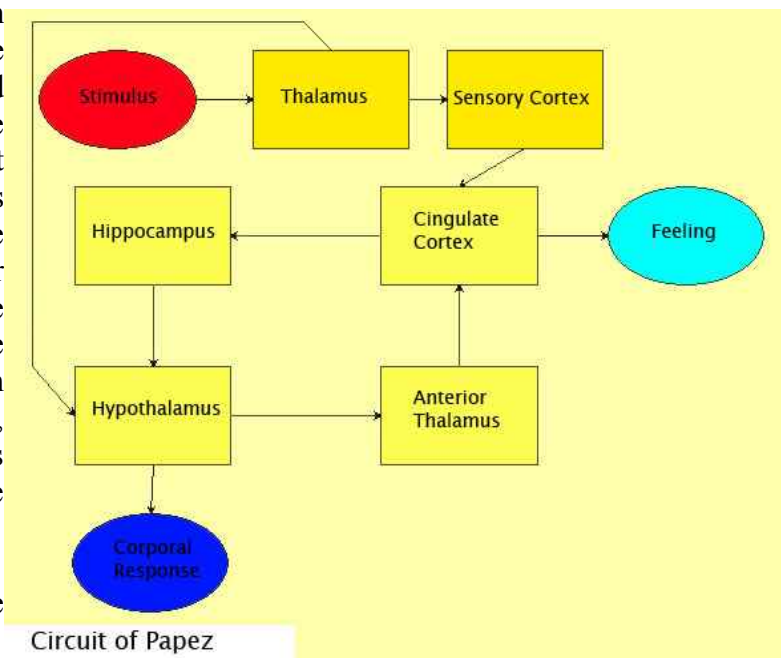 Stimulus
Thalamus
Sensory Cortex
Hippocampus
Cingulate
Cortex
Feeling
Hypothalamus
Anterior
Thalamus
Corporal
Response
Circuit of Papez